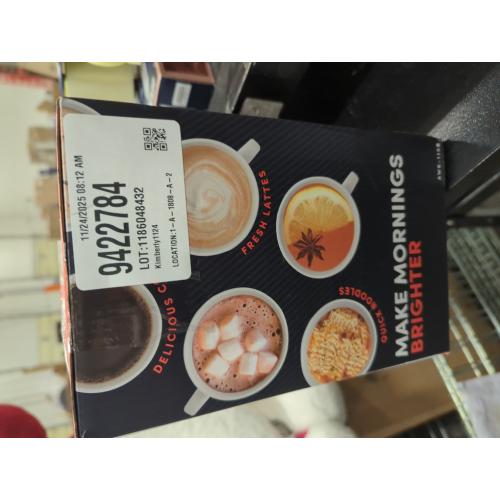 11/24/2025 08:12 AM
9422784
LOT:1186048432
Kimberly1124
LOCATION:1-A-180B-A-2
DELICIOUS C
FRESH LATTES
QUICK NOODLES
MAKE MORNINGS
BRIGHTER